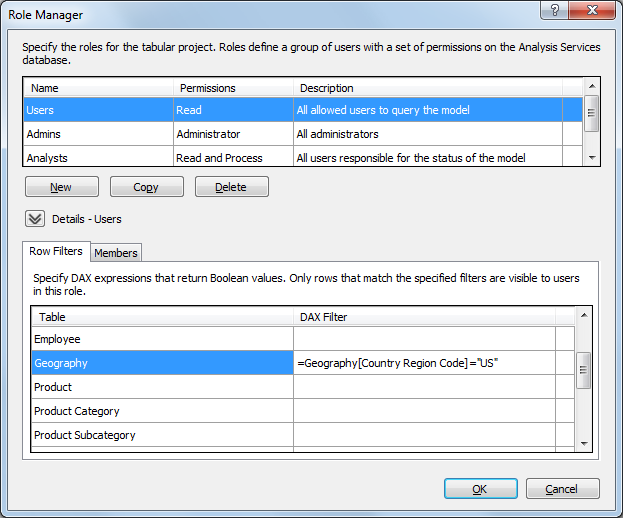 Role Manager
Specify the roles for the tabular project. Roles define a group of users with a set of permissions on the Analysis Services
database.
Name Permissions Description
Users Read All allowed users to query the model
Admins Administrator All administrators
Analysts Read and Process All users responsible for the status of the model
New Copy Delete
Details - Users
Row Filters Members
Specify DAX expressions that return Boolean values. Only rows that match the specified filters are visible to users
in this role.
Table DAX Filter
Employee
Geography =Geography[Country Region Code]="US"
Product
Product Category
Product Subcategory
OK Cancel